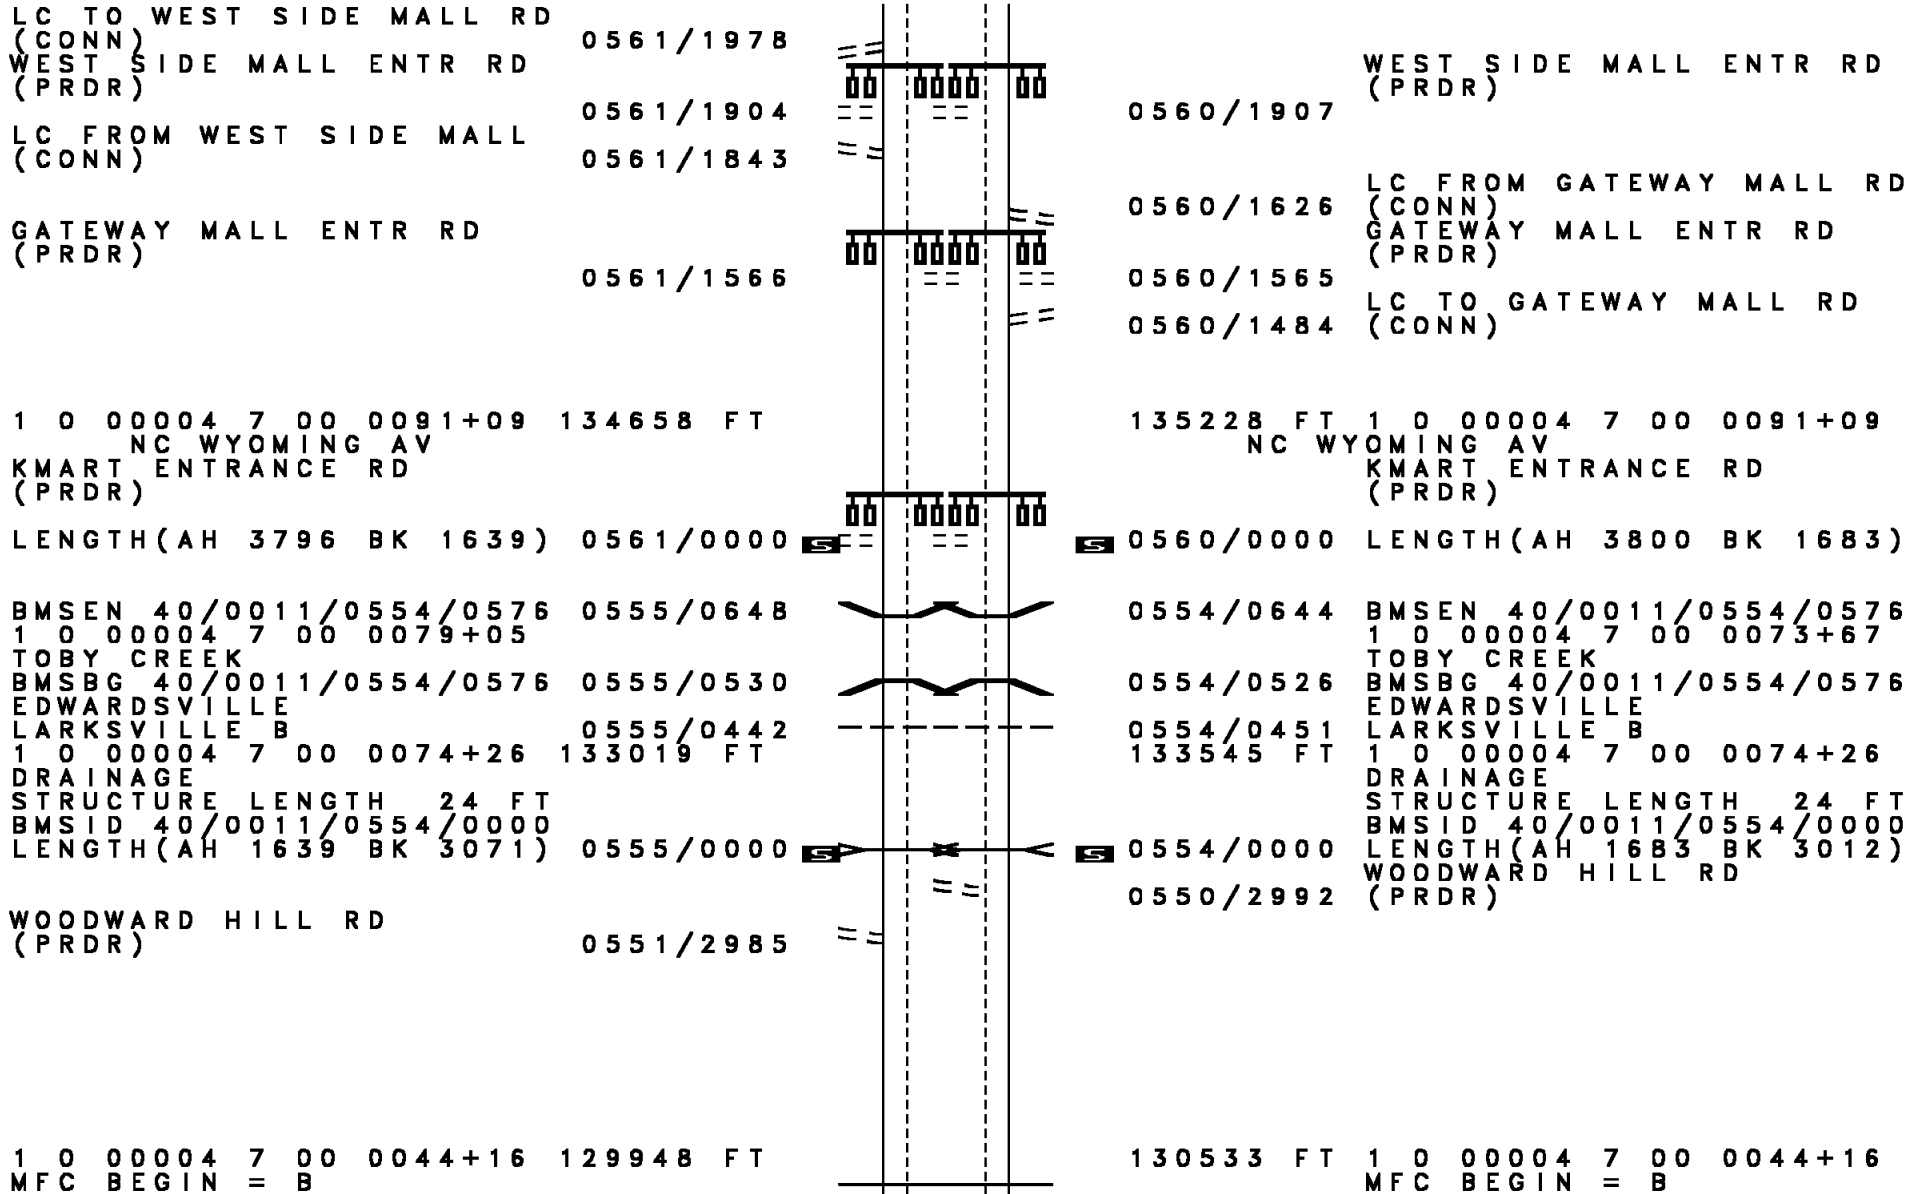 LC TO WEST SIDE MALL RD
(CONN) 0561/1978
WEST SIDE MALL ENTR RD WEST SIDE MALL ENTR RD
(PRDR) (PRDR)
0561/1904 0560/1907
LC FROM WEST SIDE MALL
(CONN) 0561/1843
LC FROM GATEWAY MALL RD
0560/1626 (CONN)
GATEWAY MALL ENTR RD GATEWAY MALL ENTR RD
(PRDR) (PRDR)
0561/1566 0560/1565
LC TO GATEWAY MALL RD
0560/1484 (CONN)
1 0 00004 7 00 0091+09 134658 FT 135228 FT 1 0 00004 7 00 0091+09
NC WYOMING AV NC WYOMING AV
KMART ENTRANCE RD KMART ENTRANCE RD
(PRDR) (PRDR)
LENGTH(AH 3796 BK 1639) 0561/0000 S S 0560/0000 LENGTH(AH 3800 BK 1683)
BMSEN 40/0011/0554/0576 0555/0648 0554/0644 BMSEN 40/0011/0554/0576
1 0 00004 7 00 0079+05 1 0 00004 7 00 0073+67
TOBY CREEK TOBY CREEK
BMSBG 40/0011/0554/0576 0555/0530 0554/0526 BMSBG 40/0011/0554/0576
EDWARDSVILLE EDWARDSVILLE
LARKSVILLE B 0555/0442 0554/0451 LARKSVILLE B
1 0 00004 7 00 0074+26 133019 FT 133545 FT 1 0 00004 7 00 0074+26
DRAINAGE DRAINAGE
STRUCTURE LENGTH 24 FT STRUCTURE LENGTH 24 FT
BMSID 40/0011/0554/0000 BMSID 40/0011/0554/0000
LENGTH(AH 1639 BK 3071) 0555/0000 S S 0554/0000 LENGTH(AH 1683 BK 3012)
WOODWARD HILL RD
0550/2992 (PRDR)
WOODWARD HILL RD
(PRDR) 0551/2985
1 0 00004 7 00 0044+16 129948 FT 130533 FT 1 0 00004 7 00 0044+16
MFC BEGIN = B MFC BEGIN = B